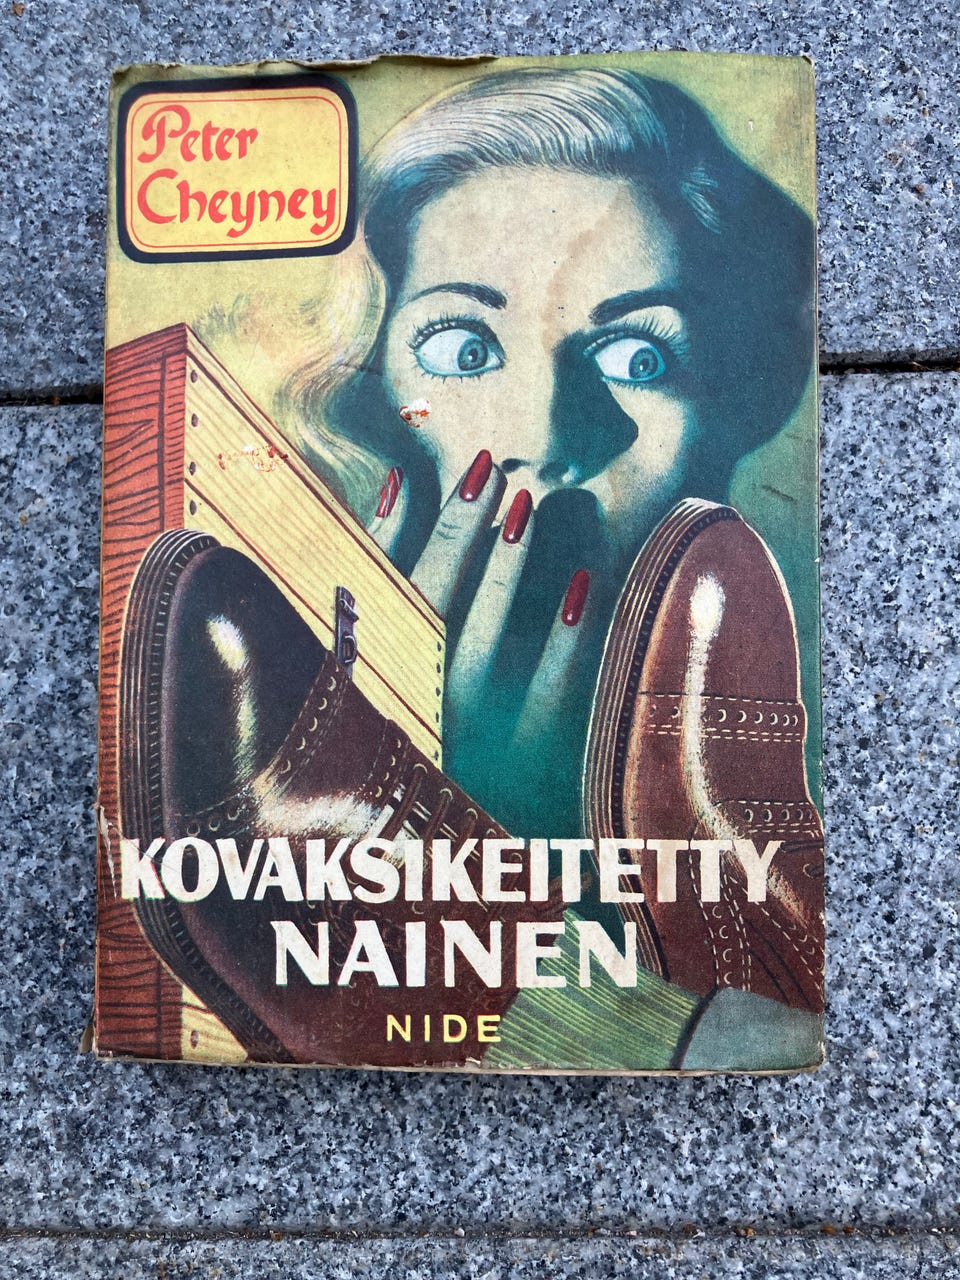 Peter
Cheyney
KOVAKSIKEITETTY
NAINEN
NIDE